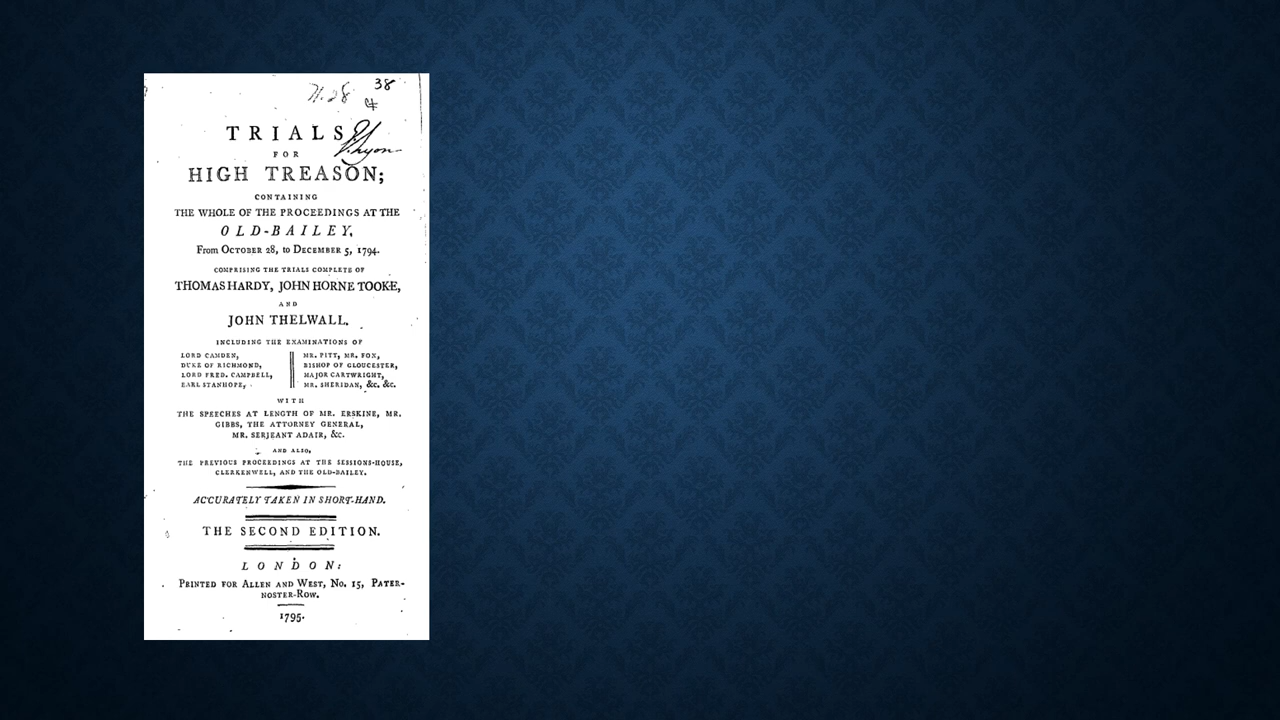 38
TRIALS
FOR
HIGH TREASON;
CONTAINING
THE WHOLE OF THE PROCEEDINGS AT THE
OLD-BAILEY,
From OCTOBER 28, to DECEMBER 5, 1794.
COMPRISING THE TRIALS COMPLETE OF
THOMAS HARDY, JOHN HORNE TOOKE,
AND
JOHN THELWALL.
INCLUDING THE EXAMINATIONS OF
LORD CAMDEN,
DUKE OF RICHMOND,
LORD FRED. CAMPBELL,
EARL STANHOPE,
MR. PITT, MR. FOX,
BISHOP OF GLOUCESTER,
MAJOR CARTWRIGHT,
MR. SHERIDAN, &c. &c.
WITH
THE SPEECHES AT LENGTH OF MR. ERSKINE, MR.
GIBBS, THE ATTORNEY GENERAL,
MR. SERJEANT ADAIR, &c.
AND ALSO,
THE PREVIOUS PROCEEDINGS AT THE SESSIONS-HOUSE,
CLERKENWELL, AND THE OLD-BAILEY.
ACCURATELY TAKEN IN SHORT-HAND.
THE SECOND EDITION.
LONDON:
PRINTED FOR ALLEN AND WEST, No. 15, PATER-
NOSTER-ROW.
1795.